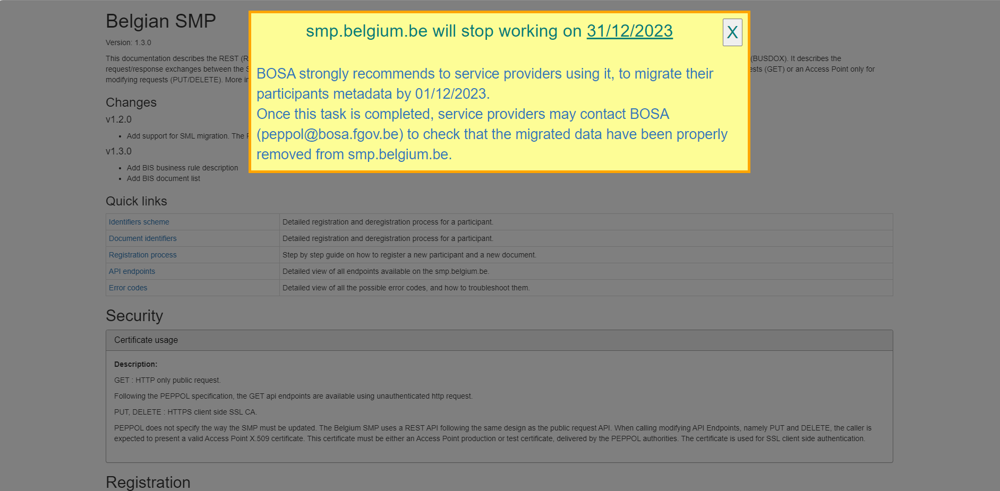 Belgian SMP
Version: 1.3.0
This documentation describes the REST (R
(BUSDOX). It describes the
request/response exchanges between the S
ests (GET) or an Access Point only for
modifying requests (PUT/DELETE). More in
smp.belgium.be will stop working on 31/12/2023
X
BOSA strongly recommends to service providers using it, to migrate their
participants metadata by 01/12/2023.
Once this task is completed, service providers may contact BOSA
(peppol@bosa.fgov.be) to check that the migrated data have been properly
removed from smp.belgium.be.
Changes
v1.2.0
• Add support for SML migration. The
v1.3.0
• Add BIS business rule description
• Add BIS document list
Quick links
Identifiers scheme Detailed registration and deregistration process for a participant.
Document identifiers Detailed registration and deregistration process for a participant.
Registration process Step by step guide on how to register a new participant and a new document.
API endpoints Detailed view of all endpoints available on the smp.belgium.be.
Error codes Detailed view of all the possible error codes, and how to troubleshoot them.
Security
Certificate usage
Description:
GET : HTTP only public request.
Following the PEPPOL specification, the GET api endpoints are available using unauthenticated http request.
PUT, DELETE : HTTPS client side SSL CA.
PEPPOL does not specify the way the SMP must be updated. The Belgium SMP uses a REST API following the same design as the public request API. When calling modifying API Endpoints, namely PUT and DELETE, the caller is
expected to present a valid Access Point X.509 certificate. This certificate must be either an Access Point production or test certificate, delivered by the PEPPOL authorities. The certificate is used for SSL client side authentication.
Registration